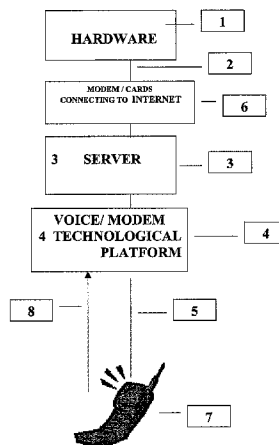 1
HARDWARE
2
MODEM / CARDS
CONNECTING TO INTERNET
6
3 SERVER
3
VOICE/ MODEM
4 TECHNOLOGICAL
PLATFORM
4
8
5
7